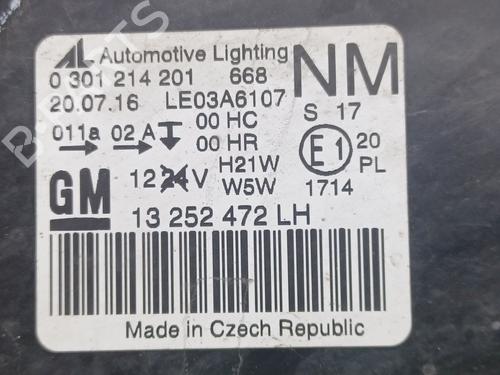 AL Automotive Lighting
NM
0 301 214 201 668
20.07.16 LE03A6107
S 17
011a 02 A
00 HC
00 HR
E1
20
PL
GM
12 24 V
H21W
W5W
1714
13 252 472 LH
Made in Czech Republic